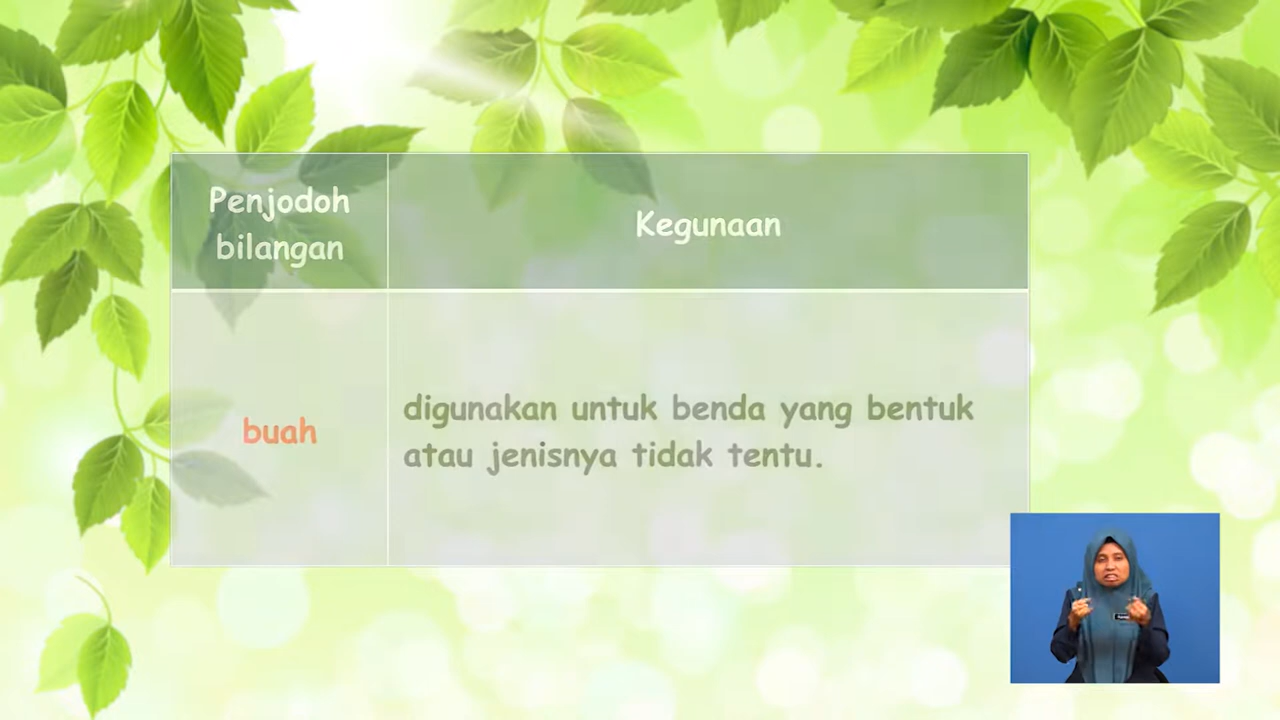 Penjodoh
bilangan
Kegunaan
buah
digunakan untuk benda yang bentuk
atau jenisnya tidak tentu.